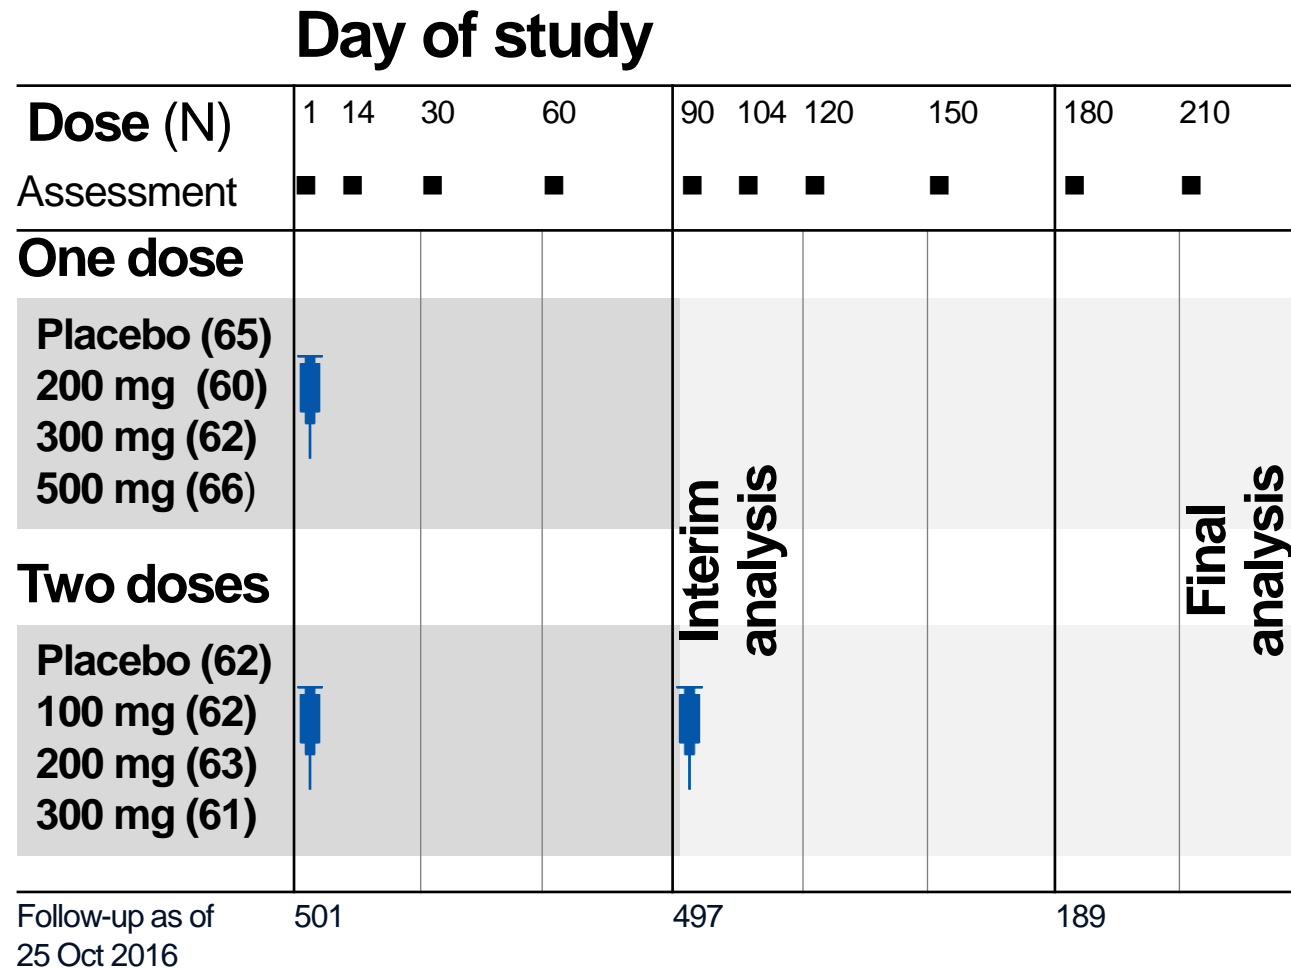 Day of study
Dose (N) 1 14 30 60 90 104 120 150 180 210
Assessment
One dose
Placebo (65)
200 mg (60)
300 mg (62)
500 mg (66)
Interim
analysis
Final
analysis
Two doses
Placebo (62)
100 mg (62)
200 mg (63)
300 mg (61)
Follow-up as of 501 497 189
25 Oct 2016